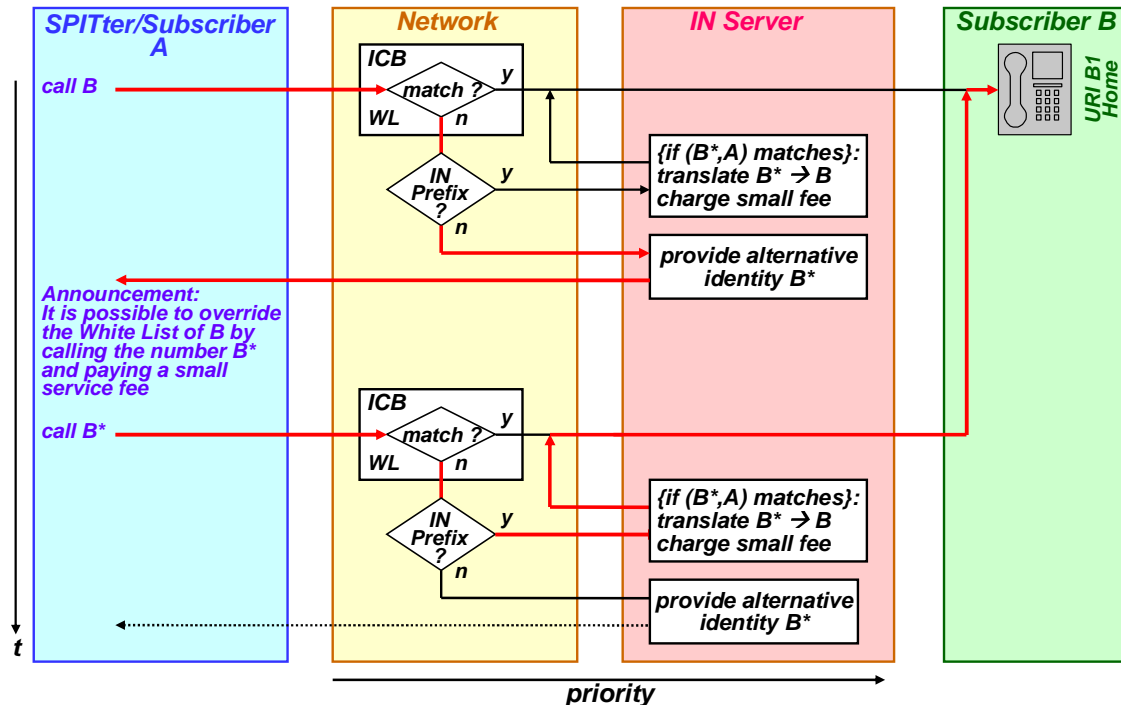 SPITter/Subscriber
A
Network
IN Server
Subscriber B
call B
ICB
match ?
y
WL
n
URI B1
Home
IN
Prefix
?
y
n
{if (B*,A) matches}:
translate B* → B
charge small fee
provide alternative
identity B*
Announcement:
It is possible to override
the White List of B by
calling the number B*
and paying a small
service fee
call B*
ICB
match ?
y
WL
n
IN
Prefix
?
y
n
{if (B*,A) matches}:
translate B* → B
charge small fee
provide alternative
identity B*
t
priority